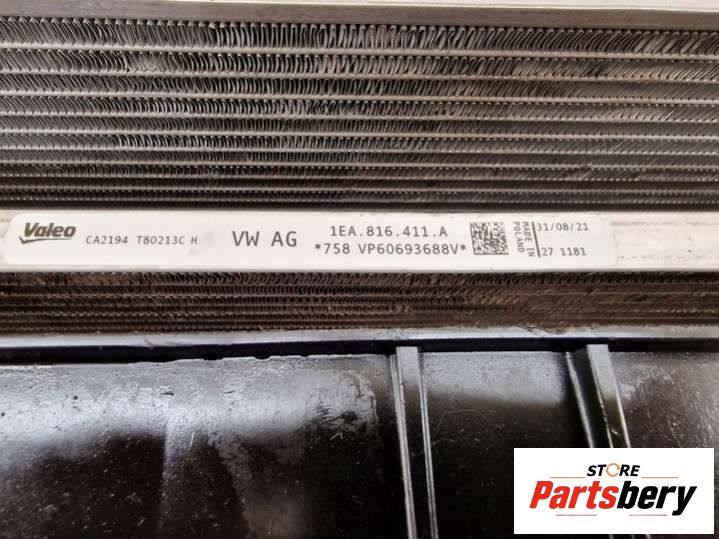 Valeo CA2194 T80213C H VW AG 1EA.816.411.A MADE IN POLAND 31/08/21
*758 VP60693688V* 27 1181
STORE
Partsbery